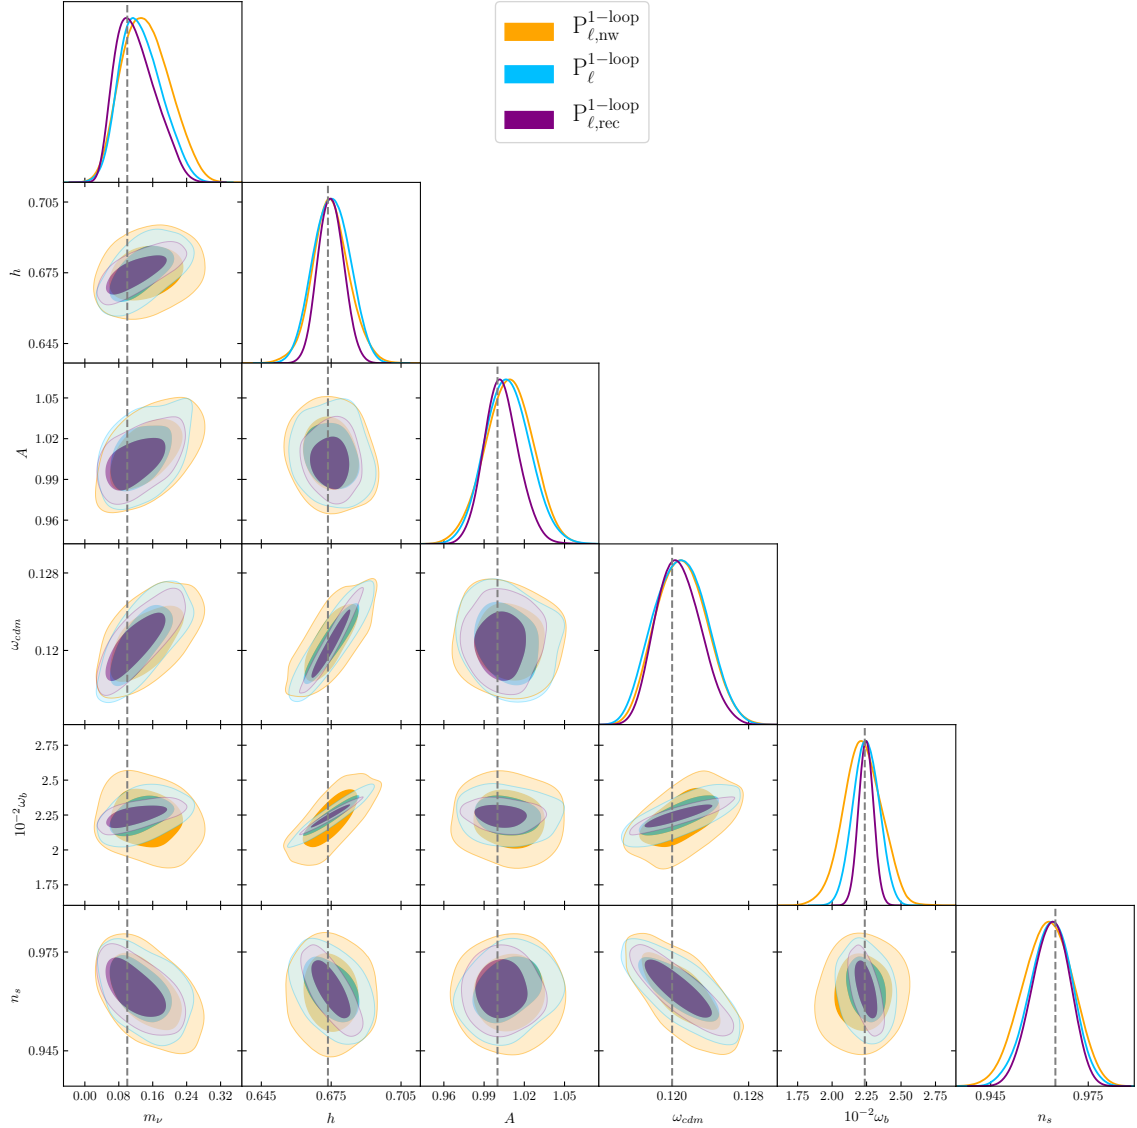 P_{ℓ,nw}^{1−loop}
P_ℓ^{1−loop}
P_{ℓ,rec}^{1−loop}
0.705
0.675
0.645
h
1.05
1.02
0.99
0.96
A
0.128
0.12
ω_{cdm}
2.75
2.5
2.25
2
1.75
10^{-2}ω_b
0.975
0.945
n_s
0.00 0.08 0.16 0.24 0.32
0.645 0.675 0.705
0.96 0.99 1.02 1.05
0.120 0.128
1.75 2.00 2.25 2.50 2.75
0.945 0.975
m_ν
h
A
ω_{cdm}
10^{-2}ω_b
n_s